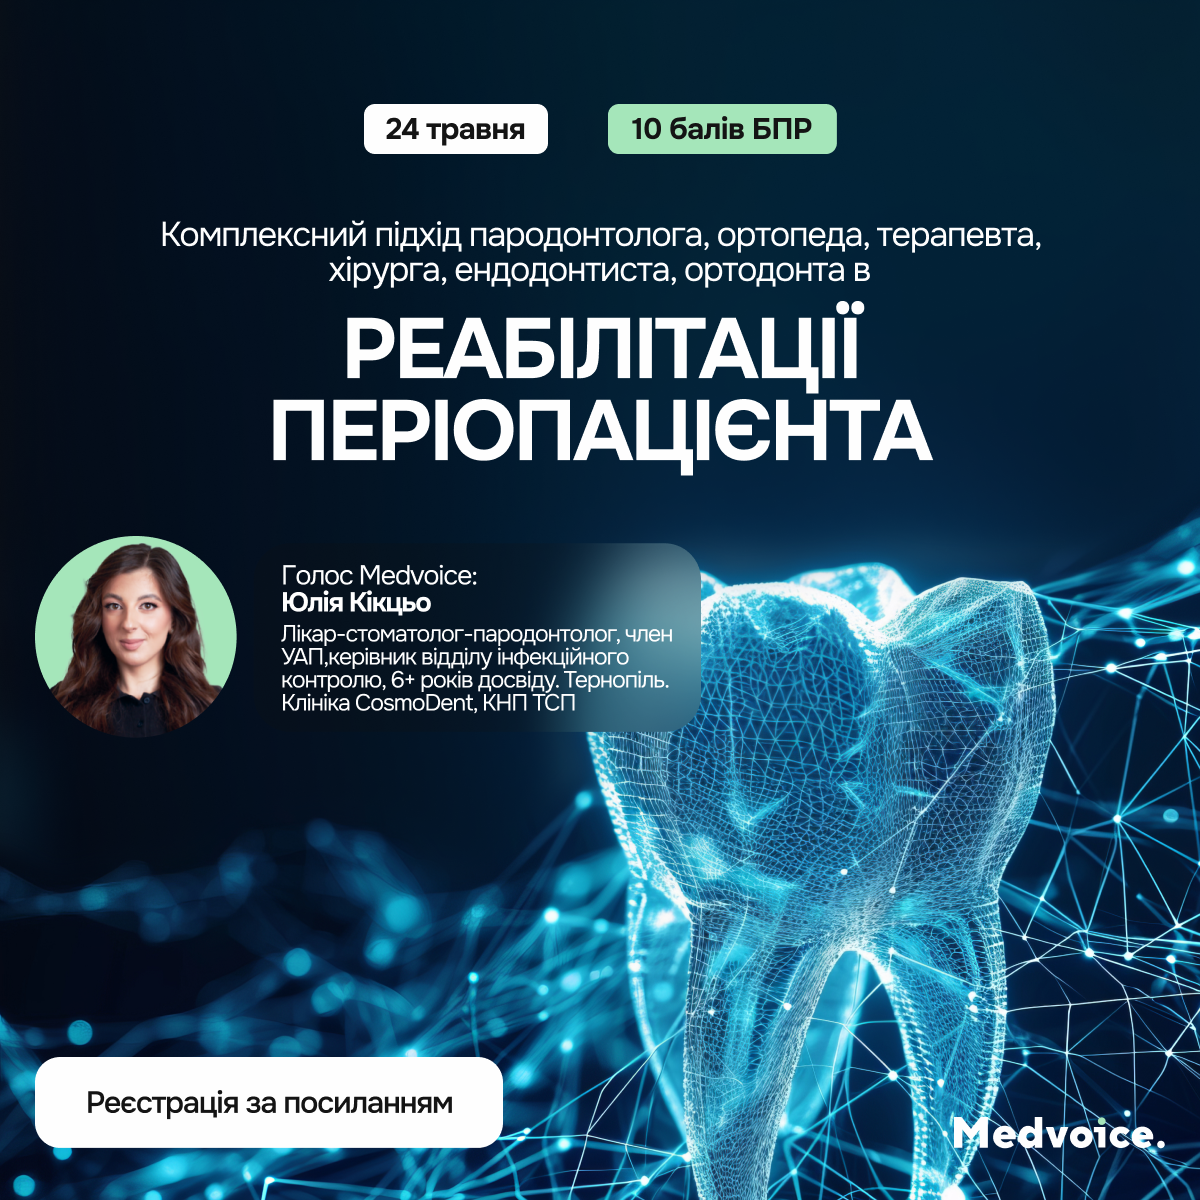 24 травня
10 балів БПР
Комплексний підхід пародонтолога, ортопеда, терапевта,
хірурга, ендодонтиста, ортодонта в
РЕАБІЛІТАЦІЇ
ПЕРІОПАЦІЄНТА
Голос Medvoice:
Юлія Кікцьо
Лікар-стоматолог-пародонтолог, член
УАП,керівник відділу інфекційного
контролю, 6+ років досвіду. Тернопіль.
Клініка CosmoDent, КНП ТСП
Реєстрація за посиланням
Medvoice.